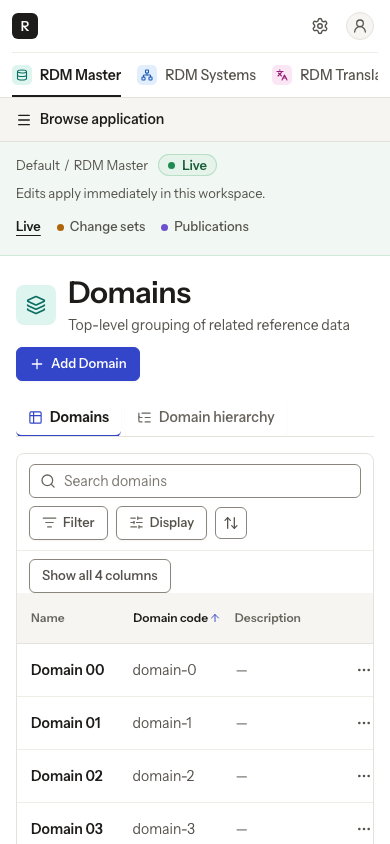 R
RDM Master RDM Systems RDM Transla
Browse application
Default / RDM Master Live
Edits apply immediately in this workspace.
Live Change sets Publications
Domains
Top-level grouping of related reference data
Add Domain
Domains Domain hierarchy
Search domains
Filter Display
Show all 4 columns
Name Domain code Description
Domain 00 domain-0 —
Domain 01 domain-1 —
Domain 02 domain-2 —
Domain 03 domain-3 —